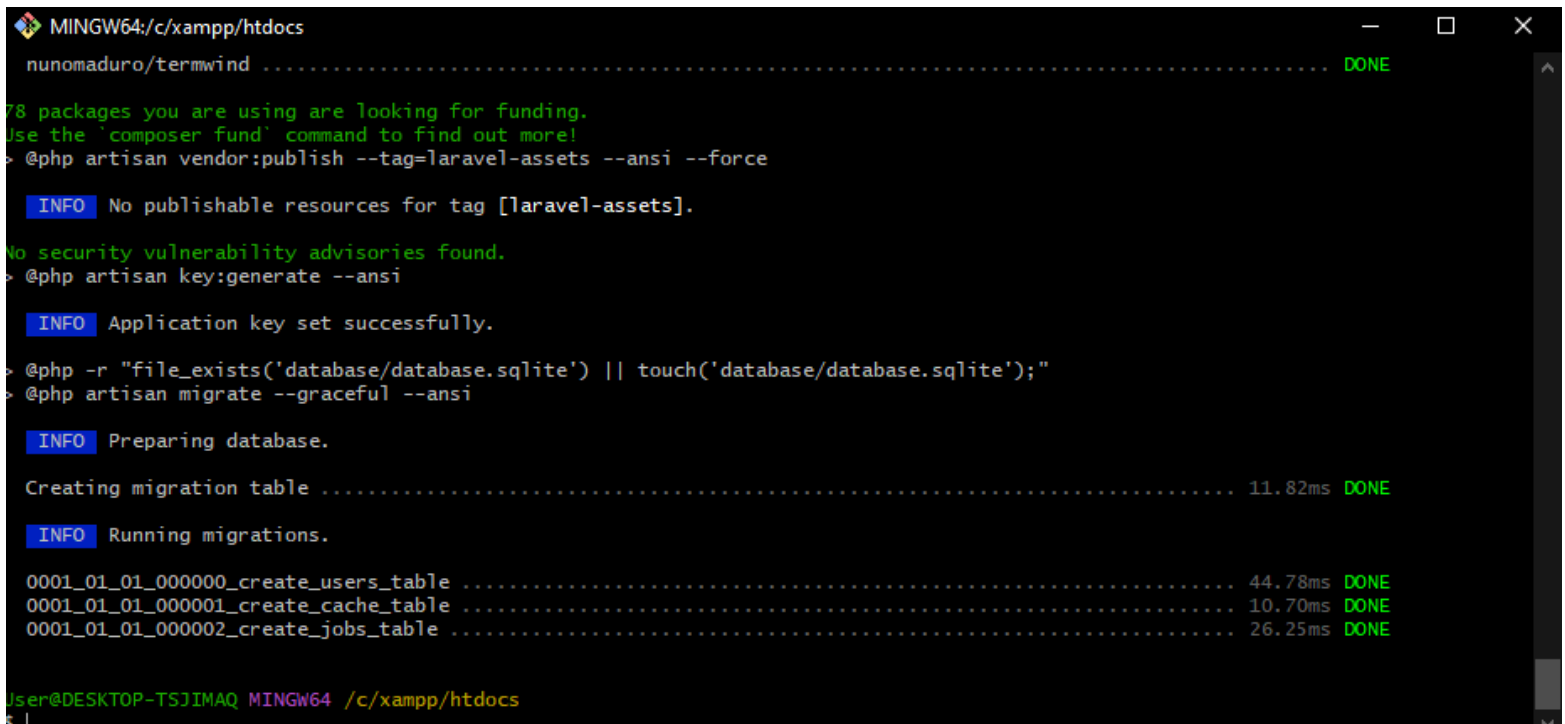 MINGW64:/c/xampp/htdocs
nunomaduro/termwind ........................................................................................... DONE
78 packages you are using are looking for funding.
Use the `composer fund` command to find out more!
> @php artisan vendor:publish --tag=laravel-assets --ansi --force
INFO No publishable resources for tag [laravel-assets].
No security vulnerability advisories found.
> @php artisan key:generate --ansi
INFO Application key set successfully.
> @php -r "file_exists('database/database.sqlite') || touch('database/database.sqlite');"
> @php artisan migrate --graceful --ansi
INFO Preparing database.
Creating migration table .............................................................................. 11.82ms DONE
INFO Running migrations.
0001_01_01_000000_create_users_table .................................................................. 44.78ms DONE
0001_01_01_000001_create_cache_table .................................................................. 10.70ms DONE
0001_01_01_000002_create_jobs_table ................................................................... 26.25ms DONE
User@DESKTOP-TSJIMAQ MINGW64 /c/xampp/htdocs
$